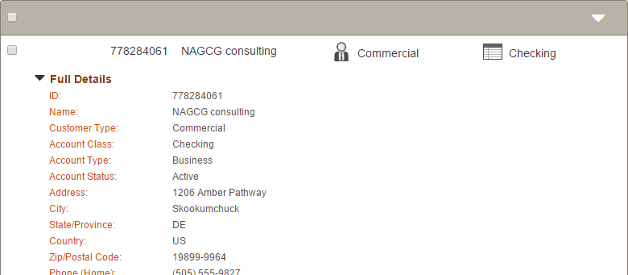 778284061 NAGCG consulting Commercial Checking
Full Details
ID: 778284061
Name: NAGCG consulting
Customer Type: Commercial
Account Class: Checking
Account Type: Business
Account Status: Active
Address: 1206 Amber Pathway
City: Skookumchuck
State/Province: DE
Country: US
Zip/Postal Code: 19899-9964
Phone (Home): (505) 555-9827